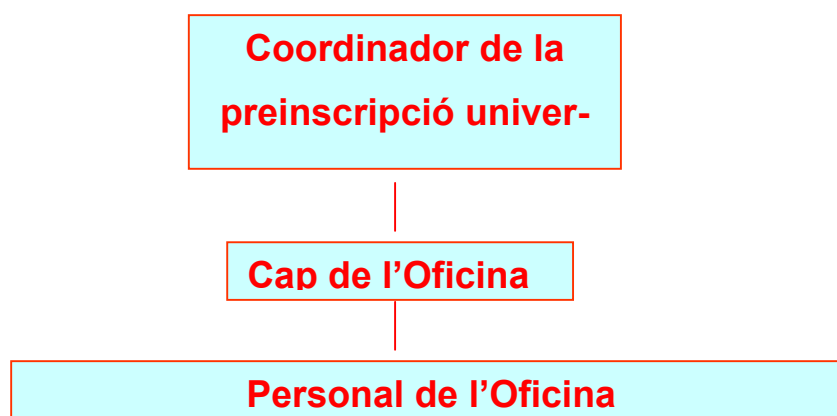 Coordinador de la
preinscripció univer-
Cap de l’Oficina
Personal de l’Oficina